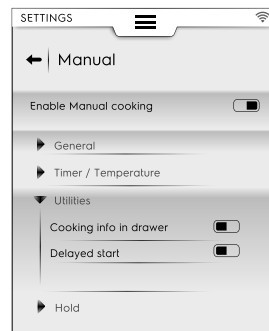 SETTINGS
Manual
Enable Manual cooking
General
Timer / Temperature
Utilities
Cooking info in drawer
Delayed start
Hold